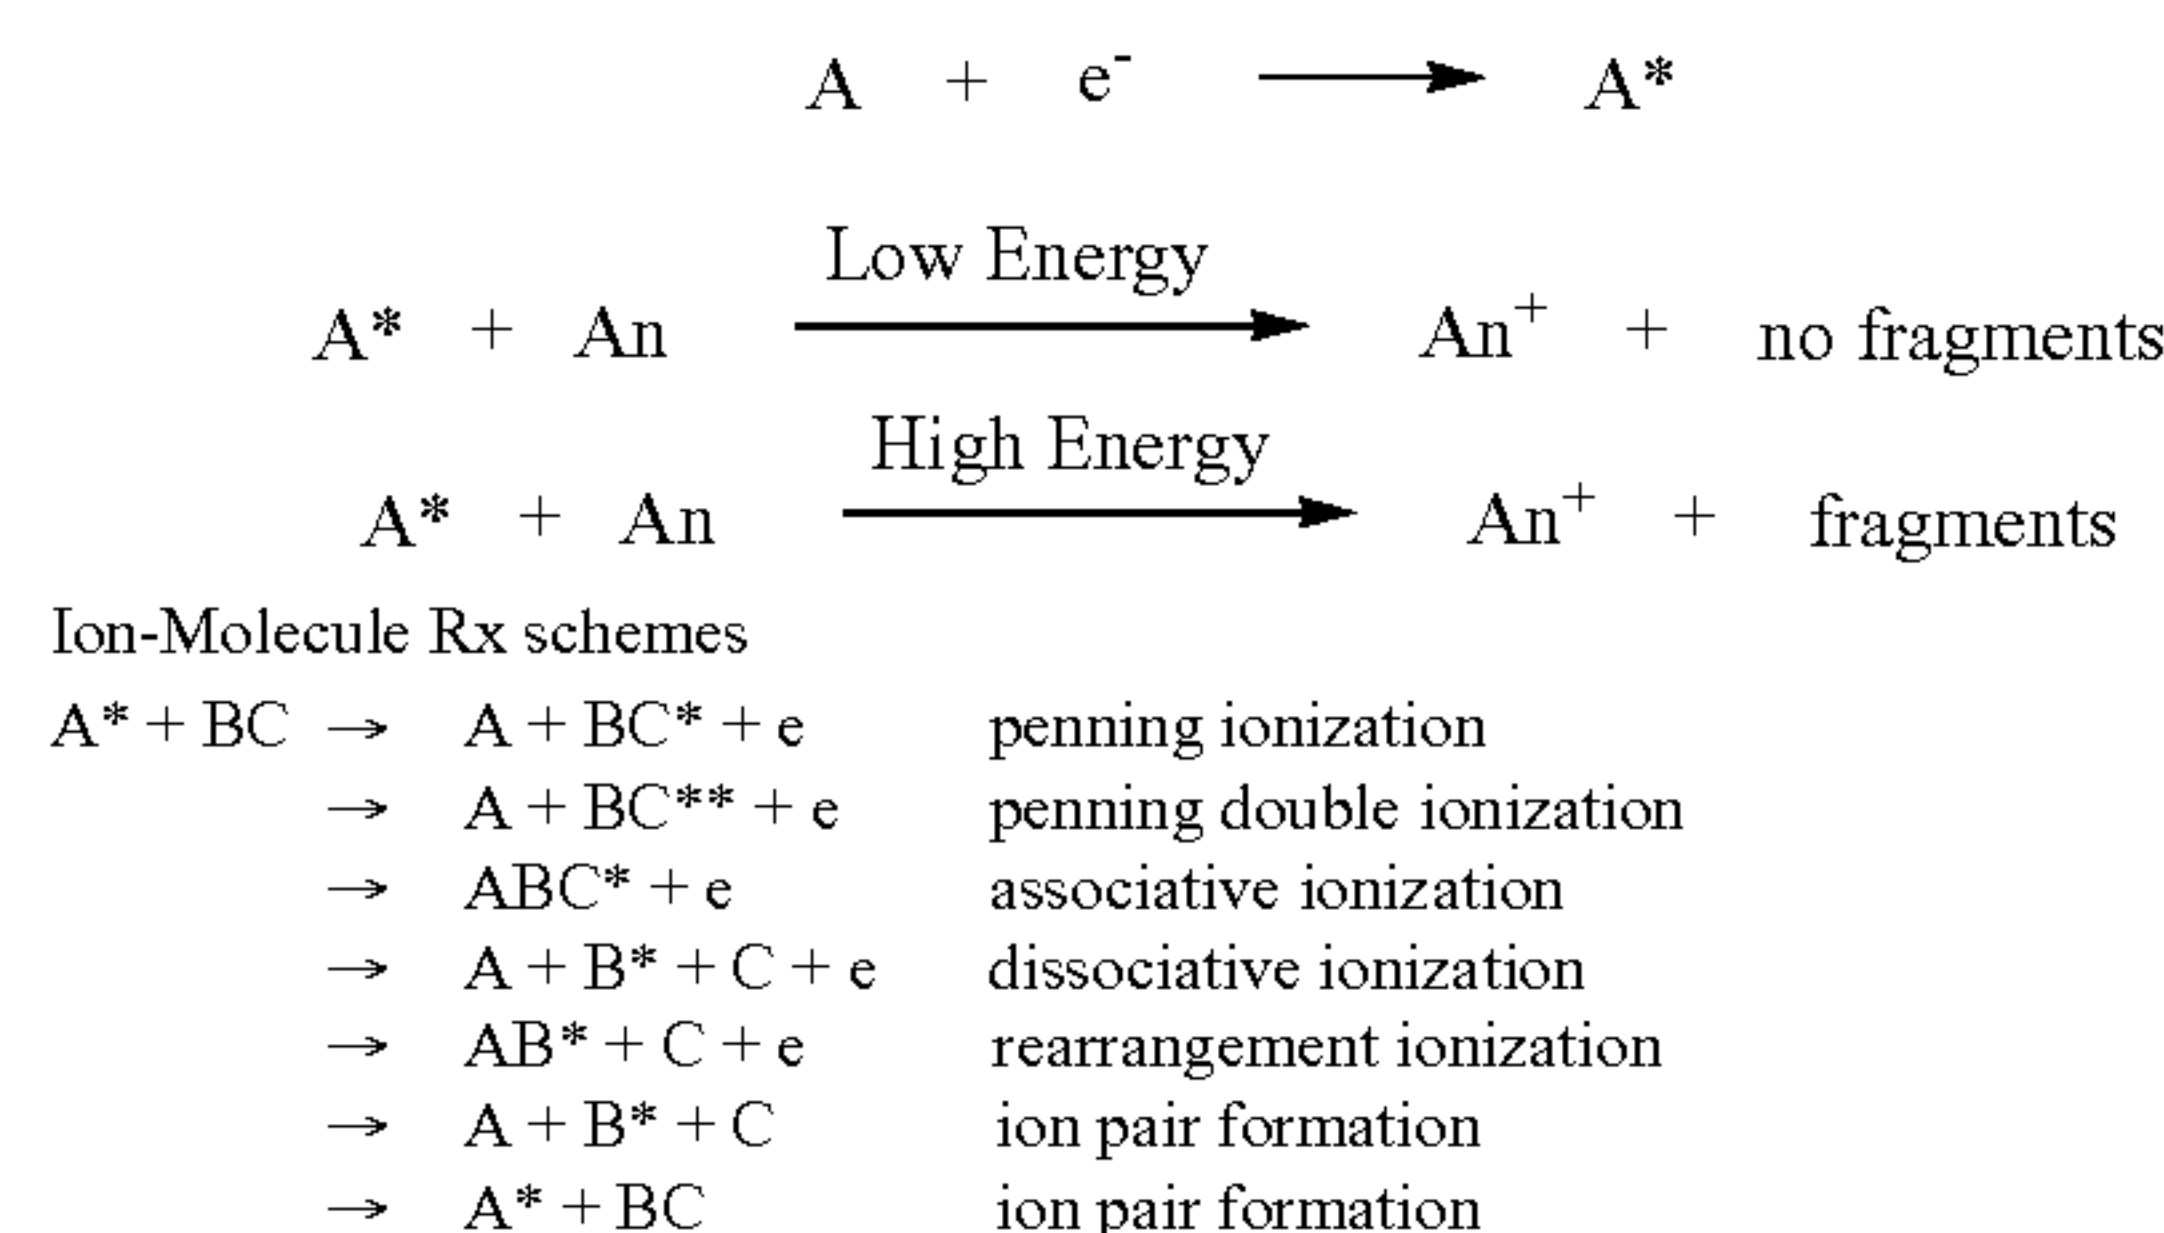 A + e⁻ ⟶ A*
Low Energy
A* + An ⟶ An⁺ + no fragments
High Energy
A* + An ⟶ An⁺ + fragments
Ion-Molecule Rx schemes
A* + BC → A + BC* + e penning ionization
→ A + BC** + e penning double ionization
→ ABC* + e associative ionization
→ A + B* + C + e dissociative ionization
→ AB* + C + e rearrangement ionization
→ A + B* + C ion pair formation
→ A* + BC ion pair formation